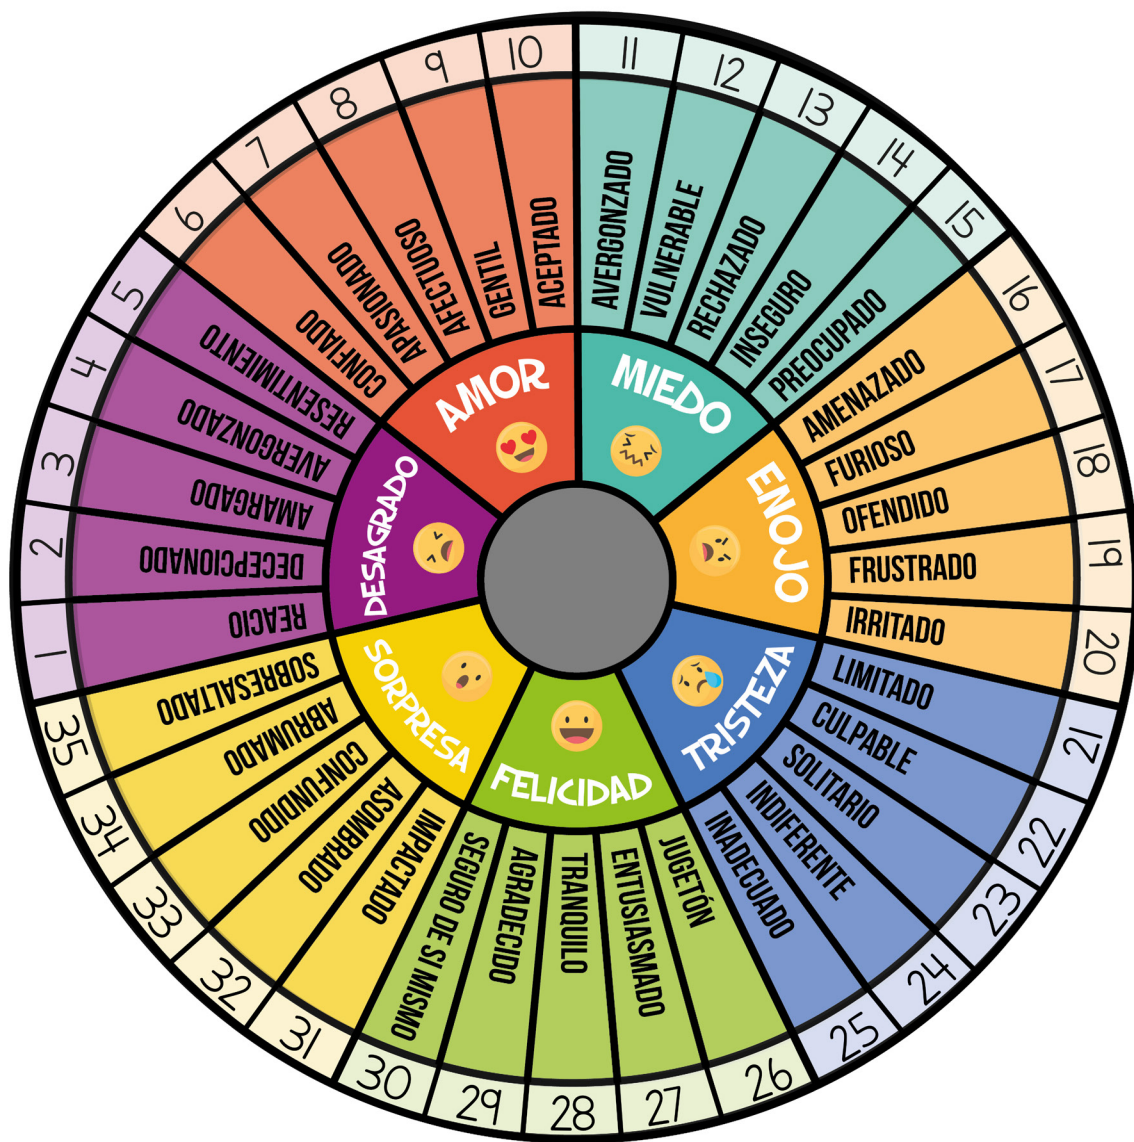 AMOR
6 CONFIADO
7 APASIONADO
8 AFECTUOSO
9 GENTIL
10 ACEPTADO
MIEDO
11 AVERGONZADO
12 VULNERABLE
13 RECHAZADO
14 INSEGURO
15 PREOCUPADO
ENOJO
16 AMENAZADO
17 FURIOSO
18 OFENDIDO
19 FRUSTRADO
20 IRRITADO
TRISTEZA
21 LIMITADO
22 CULPABLE
23 SOLITARIO
24 INDIFERENTE
25 INADECUADO
FELICIDAD
26 JUGETÓN
27 ENTUSIASMADO
28 TRANQUILO
29 AGRADECIDO
30 SEGURO DE SI MISMO
SORPRESA
31 IMPACTADO
32 ASOMBRADO
33 CONFUNDIDO
34 ABRUMADO
35 SOBRESALTADO
DESAGRADO
1 REACIO
2 DECEPCIONADO
3 AMARGADO
4 AVERGONZADO
5 RESENTIMIENTO